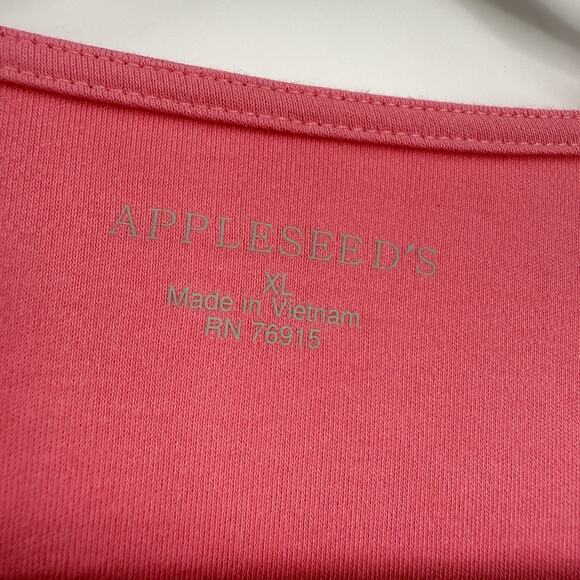 APPLESEED'S
XL
Made in Vietnam
RN 76915